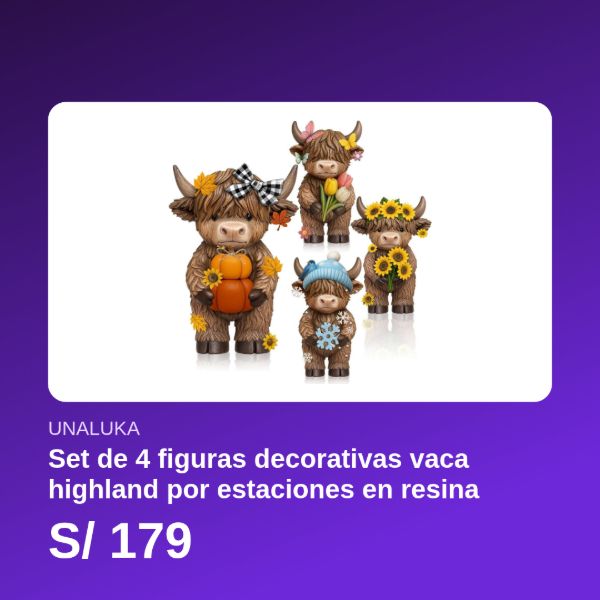 UNALUKA
Set de 4 figuras decorativas vaca
highland por estaciones en resina
S/ 179